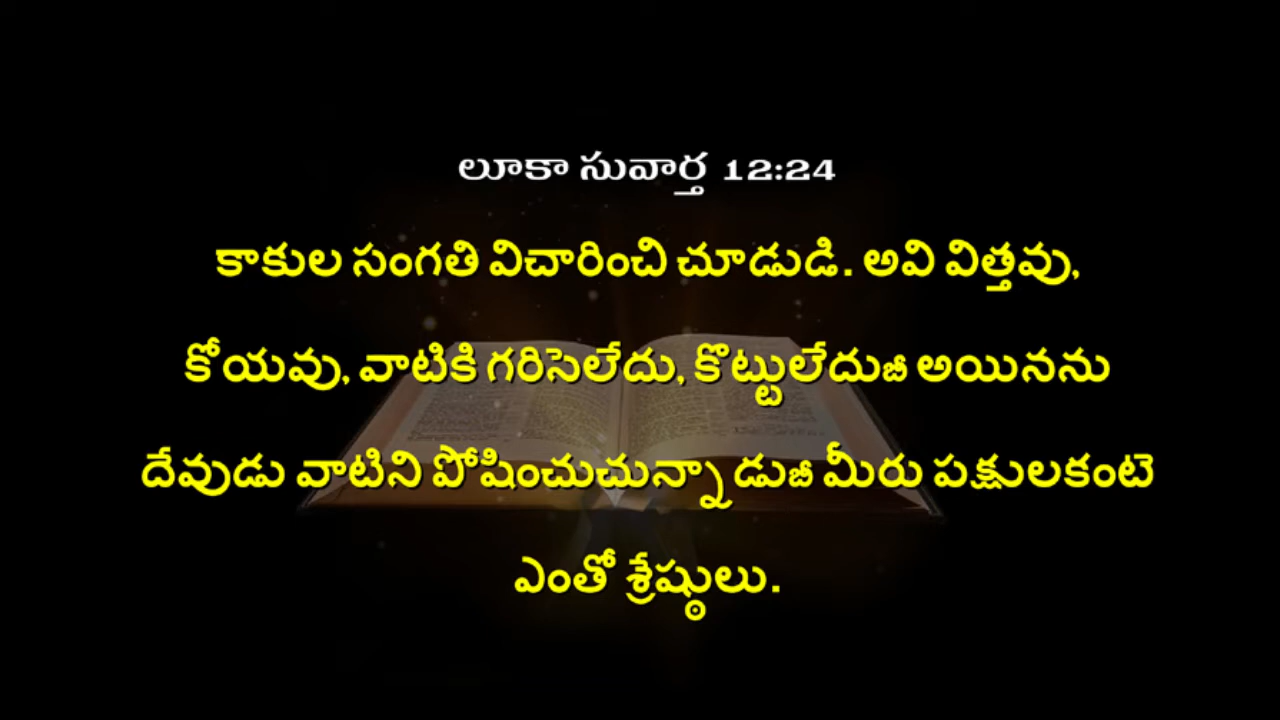 లూకా సువార్త 12:24
కాకుల సంగతి విచారించి చూడుడి. అవి విత్తవు,
కోయవు, వాటికి గరిసెలేదు, కొట్టులేదుజీ అయినను
దేవుడు వాటిని పోషించుచున్నా డుజీ మీరు పక్షులకంటె
ఎంతో శ్రేష్ఠులు.